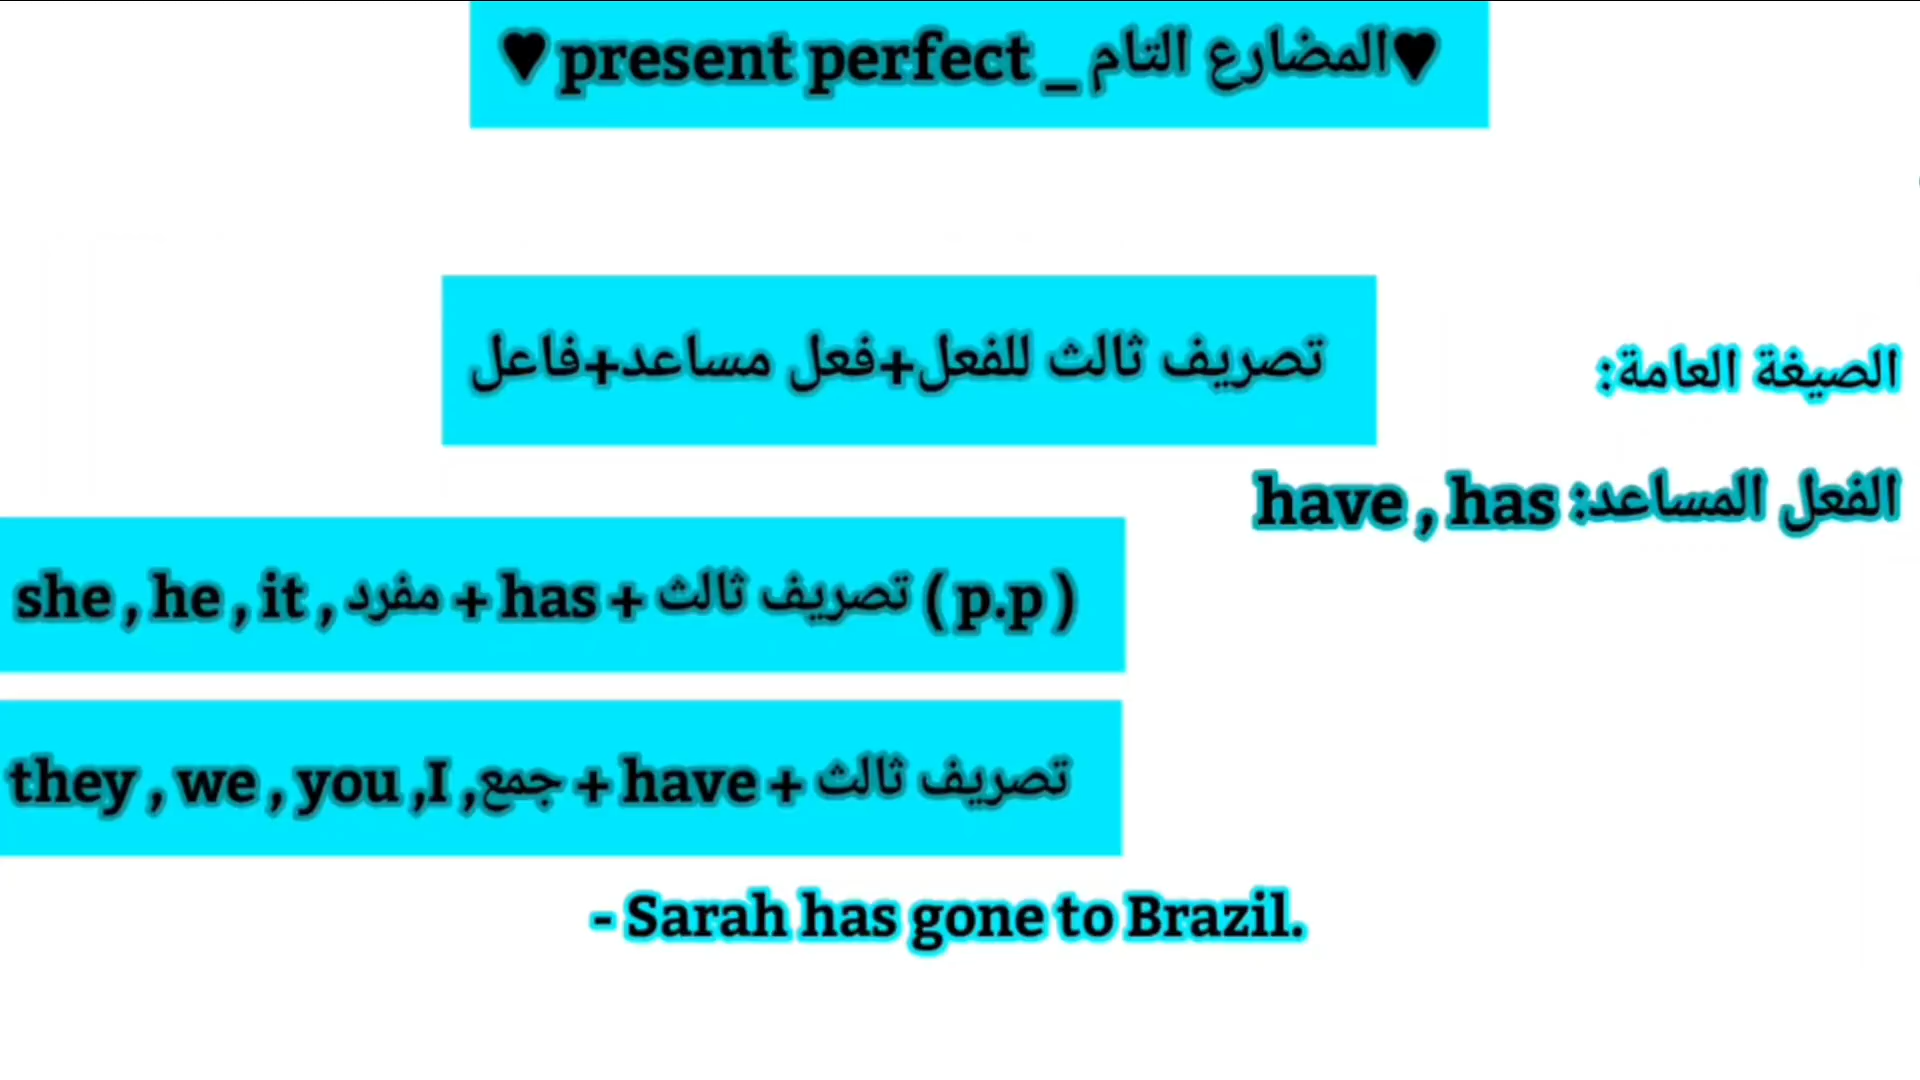 ♥ present perfect _ المضارع التام♥
الصيغة العامة:
تصريف ثالث للفعل+فعل مساعد+فاعل
الفعل المساعد: have , has
she , he , it , مفرد + has + تصريف ثالث ( p.p )
they , we , you ,I ,جمع + have + تصريف ثالث
- Sarah has gone to Brazil.